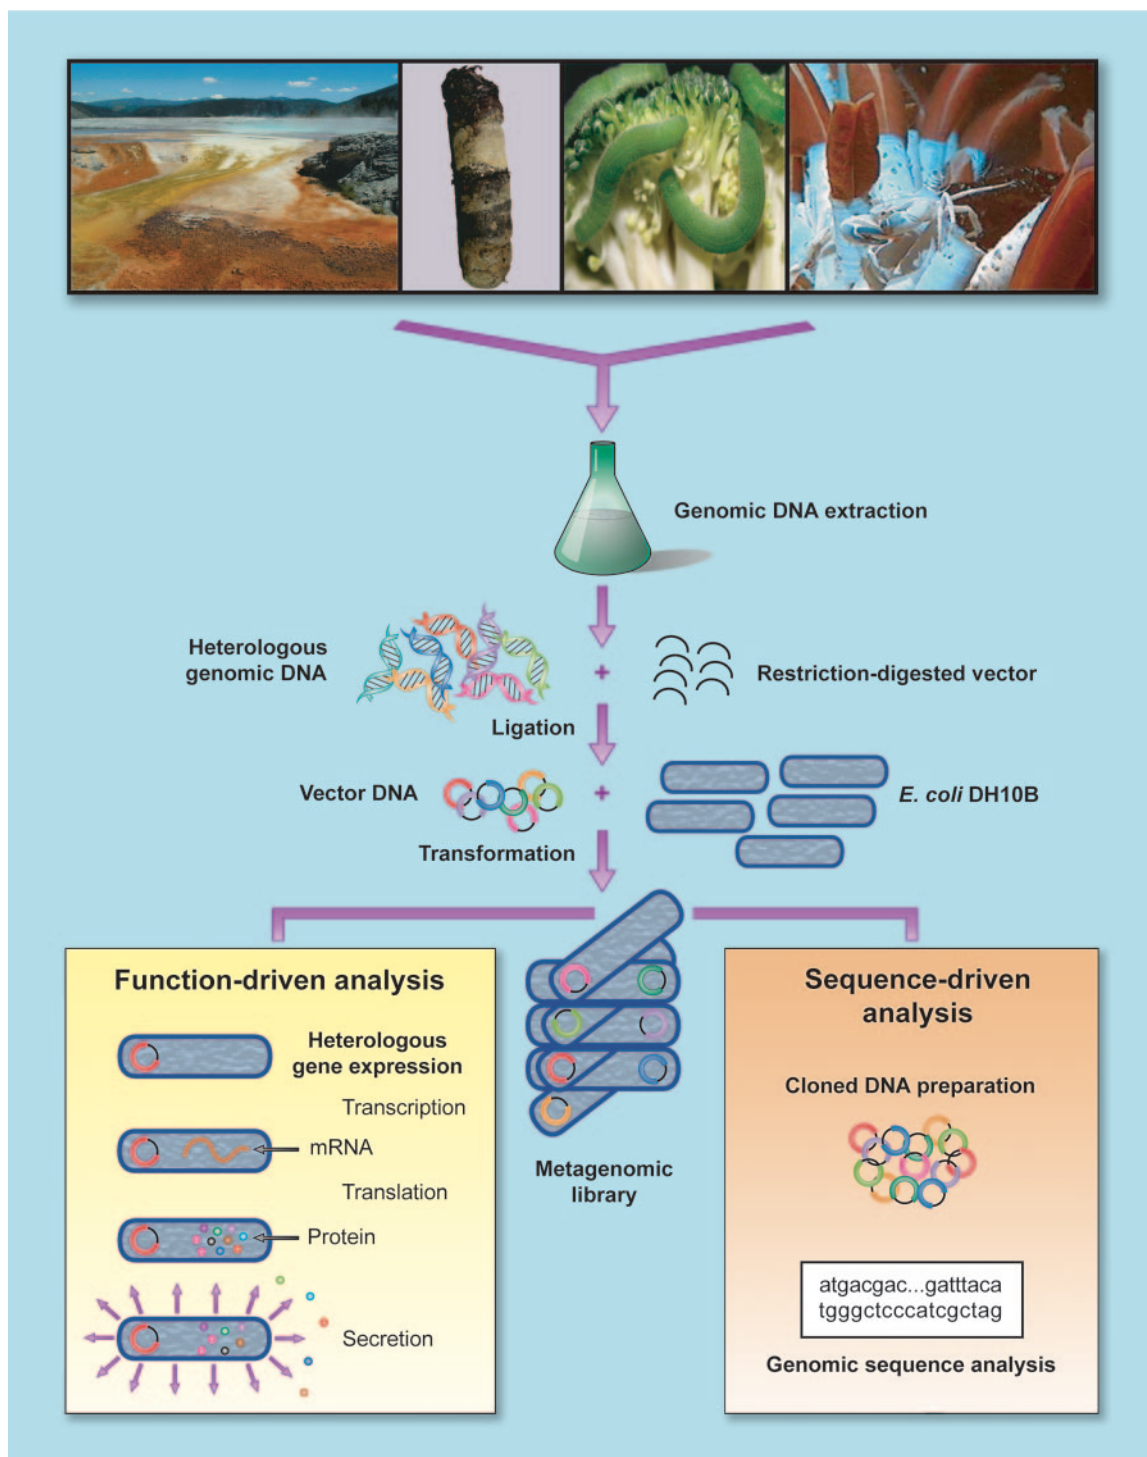 Genomic DNA extraction
Heterologous
genomic DNA
+
Restriction-digested vector
Ligation
Vector DNA
+
E. coli DH10B
Transformation
Function-driven analysis
Heterologous
gene expression
Transcription
mRNA
Translation
Protein
Secretion
Metagenomic
library
Sequence-driven
analysis
Cloned DNA preparation
atgacgac...gatttaca
tgggctcccatcgctag
Genomic sequence analysis